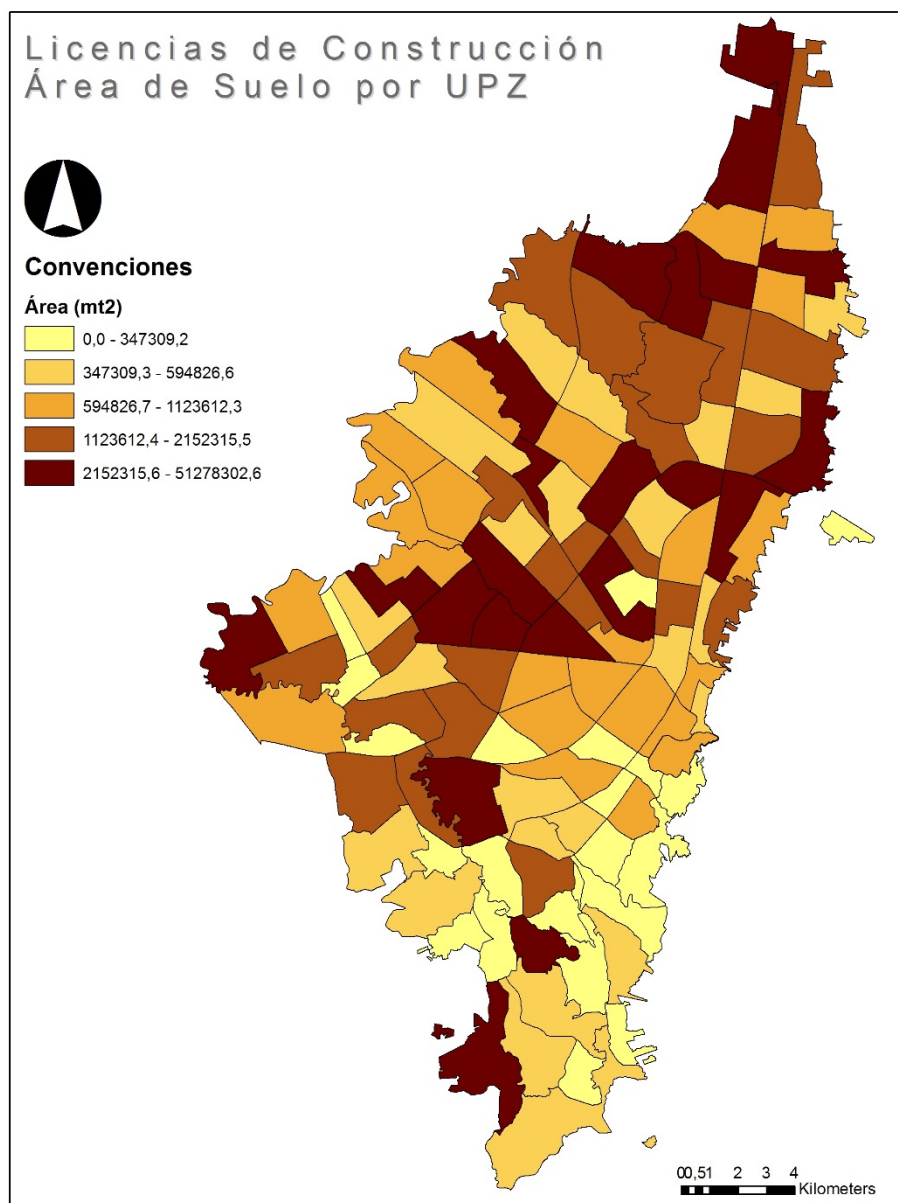 Licencias de Construcción
Área de Suelo por UPZ
Convenciones
Área (mt2)
0,0 - 347309,2
347309,3 - 594826,6
594826,7 - 1123612,3
1123612,4 - 2152315,5
2152315,6 - 51278302,6
00,51 2 3 4
Kilometers